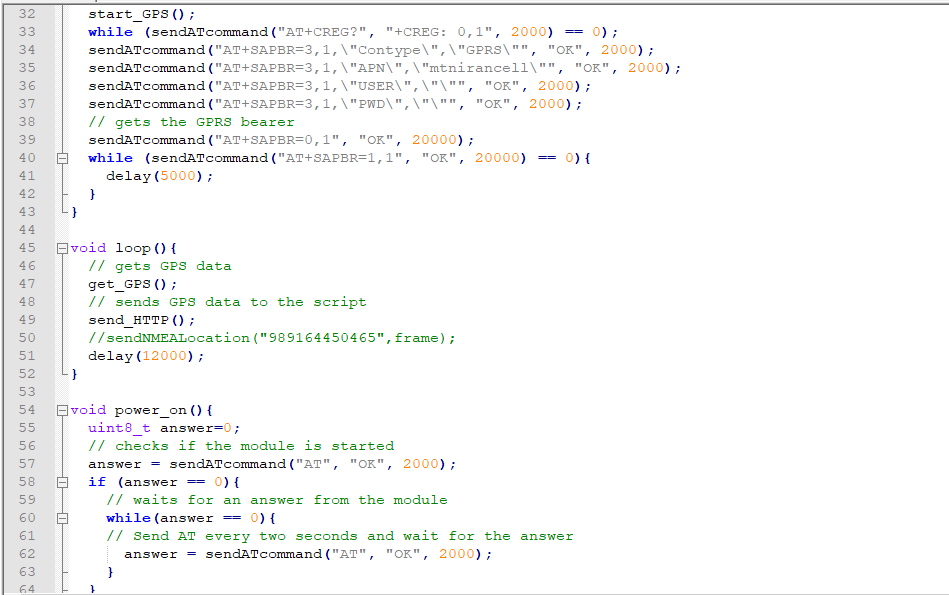 32 start_GPS();
33 while (sendATcommand("AT+CREG?", "+CREG: 0,1", 2000) == 0);
34 sendATcommand("AT+SAPBR=3,1,\"Contype\",\"GPRS\"", "OK", 2000);
35 sendATcommand("AT+SAPBR=3,1,\"APN\",\"mtnirancell\"", "OK", 2000);
36 sendATcommand("AT+SAPBR=3,1,\"USER\",\"\"", "OK", 2000);
37 sendATcommand("AT+SAPBR=3,1,\"PWD\",\"\"", "OK", 2000);
38 // gets the GPRS bearer
39 sendATcommand("AT+SAPBR=0,1", "OK", 20000);
40 while (sendATcommand("AT+SAPBR=1,1", "OK", 20000) == 0){
41 delay(5000);
42 }
43 }
44
45 void loop(){
46 // gets GPS data
47 get_GPS();
48 // sends GPS data to the script
49 send_HTTP();
50 //sendNMEALocation("989164450465",frame);
51 delay(12000);
52 }
53
54 void power_on(){
55 uint8_t answer=0;
56 // checks if the module is started
57 answer = sendATcommand("AT", "OK", 2000);
58 if (answer == 0){
59 // waits for an answer from the module
60 while(answer == 0){
61 // Send AT every two seconds and wait for the answer
62 answer = sendATcommand("AT", "OK", 2000);
63 }
64 }